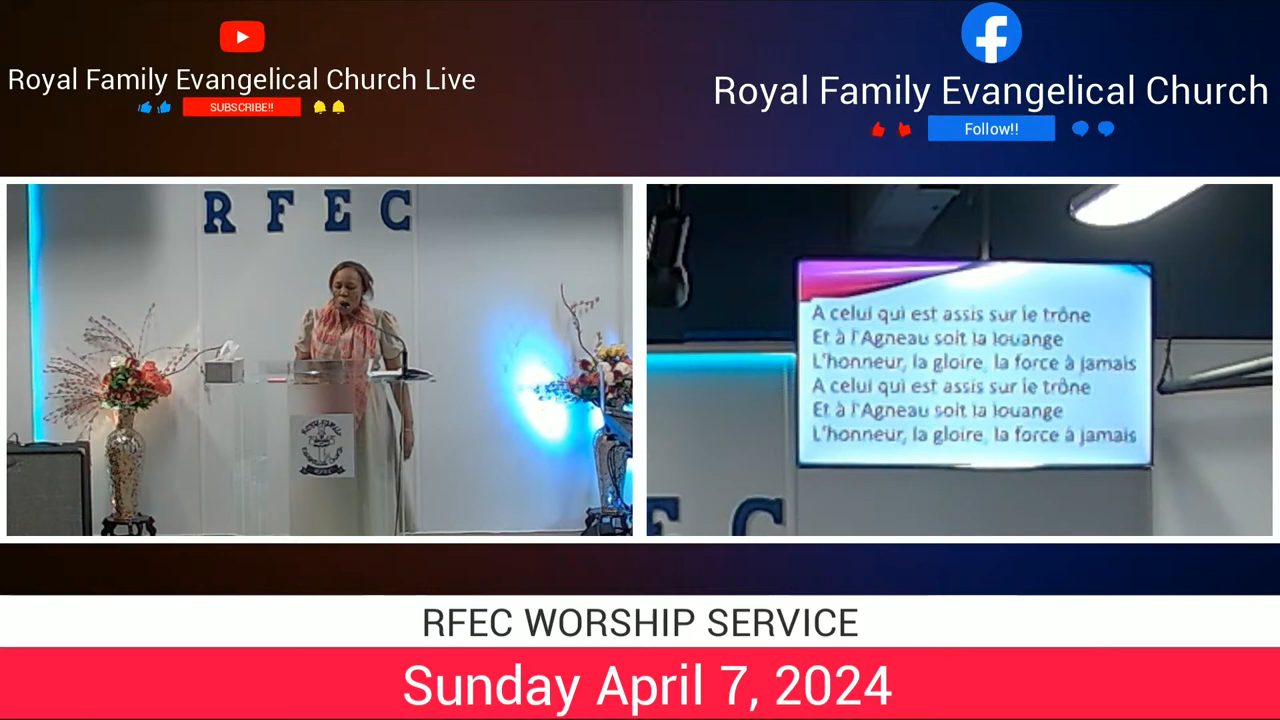 Royal Family Evangelical Church Live
SUBSCRIBE!!
Royal Family Evangelical Church
Follow!!
R F E C
A celui qui est assis sur le trône
Et à l'Agneau soit la louange
L'honneur, la gloire, la force à jamais
A celui qui est assis sur le trône
Et à l'Agneau soit la louange
L'honneur, la gloire, la force à jamais
F E C
RFEC WORSHIP SERVICE
Sunday April 7, 2024